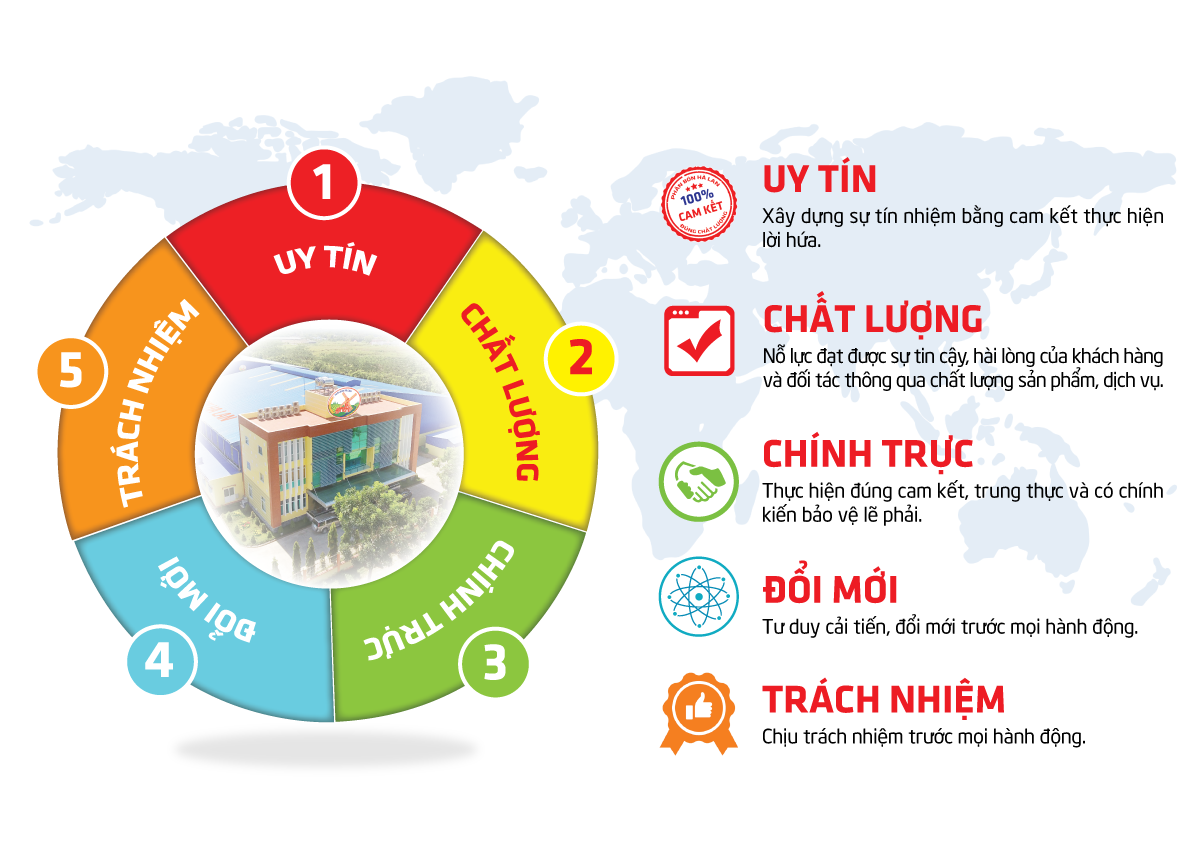 1
UY TÍN
2
CHẤT LƯỢNG
3
CHÍNH TRỰC
4
ĐỔI MỚI
5
TRÁCH NHIỆM
PHÂN BÓN HÀ LAN
100%
CAM KẾT
ĐÚNG CHẤT LƯỢNG
UY TÍN
Xây dựng sự tín nhiệm bằng cam kết thực hiện
lời hứa.
CHẤT LƯỢNG
Nỗ lực đạt được sự tin cậy, hài lòng của khách hàng
và đối tác thông qua chất lượng sản phẩm, dịch vụ.
CHÍNH TRỰC
Thực hiện đúng cam kết, trung thực và có chính
kiến bảo vệ lẽ phải.
ĐỔI MỚI
Tư duy cải tiến, đổi mới trước mọi hành động.
TRÁCH NHIỆM
Chịu trách nhiệm trước mọi hành động.